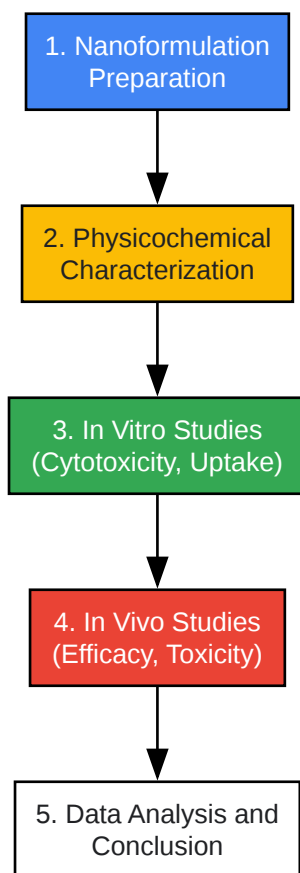 1. Nanoformulation
Preparation
2. Physicochemical
Characterization
3. In Vitro Studies
(Cytotoxicity, Uptake)
4. In Vivo Studies
(Efficacy, Toxicity)
5. Data Analysis and
Conclusion